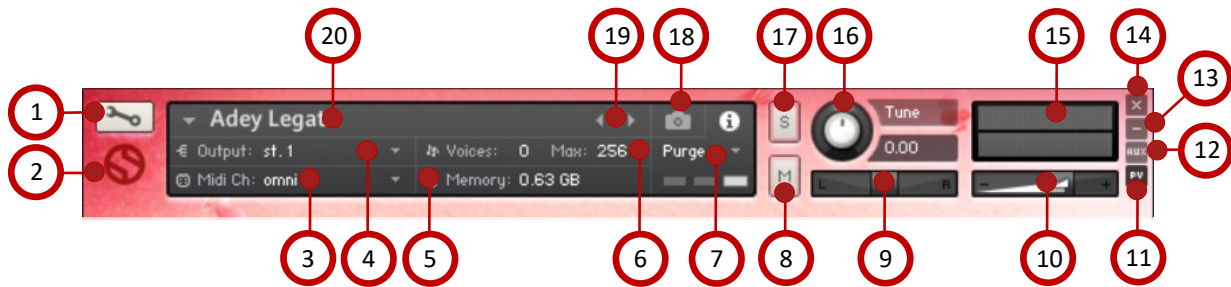 20 19 18 17 16 15 14
13
1
Adey Legat
S
Tune
×
i
0.00
−
Output: st.1 Voices: 0 Max: 256 Purge
AUX
12
2
Midi Ch: omni Memory: 0.63 GB
M
L R
− +
PV
3 4 5 6 7 8 9 10 11